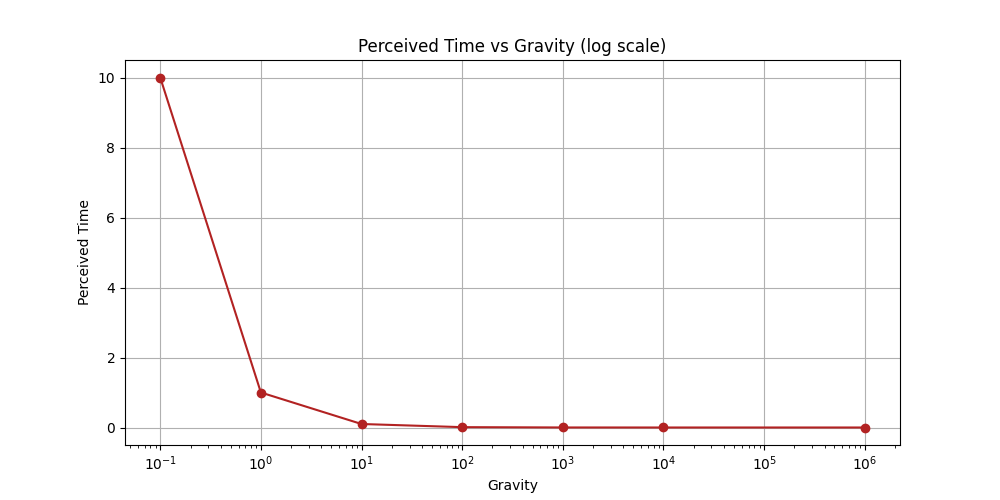 Perceived Time vs Gravity (log scale)
Perceived Time
10
8
6
4
2
0
10⁻¹ 10⁰ 10¹ 10² 10³ 10⁴ 10⁵ 10⁶
Gravity